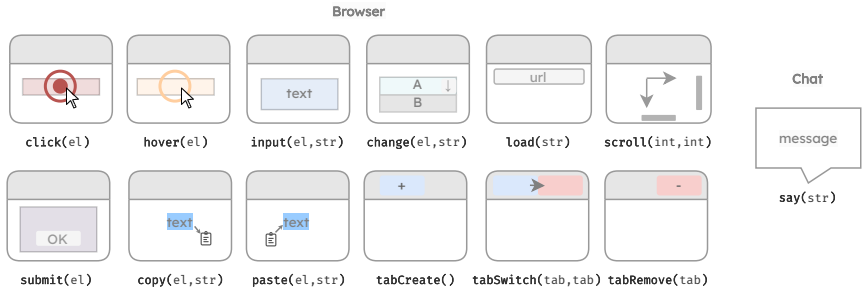 Browser
Chat
text
A ↓
B
url
message
click(el)
hover(el)
input(el,str)
change(el,str)
load(str)
scroll(int,int)
say(str)
OK
text
text
+
-
submit(el)
copy(el,str)
paste(el,str)
tabCreate()
tabSwitch(tab,tab)
tabRemove(tab)